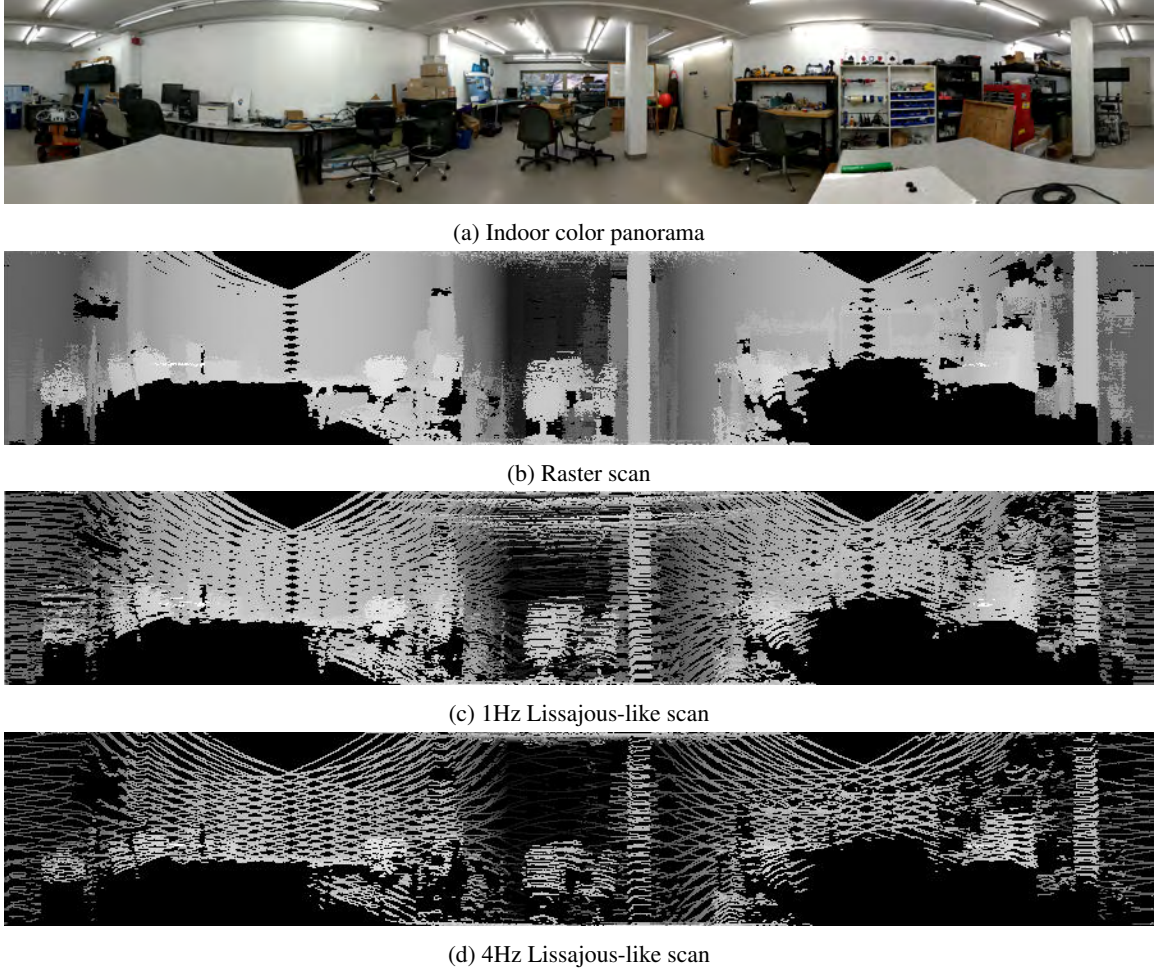 (a) Indoor color panorama
(b) Raster scan
(c) 1Hz Lissajous-like scan
(d) 4Hz Lissajous-like scan